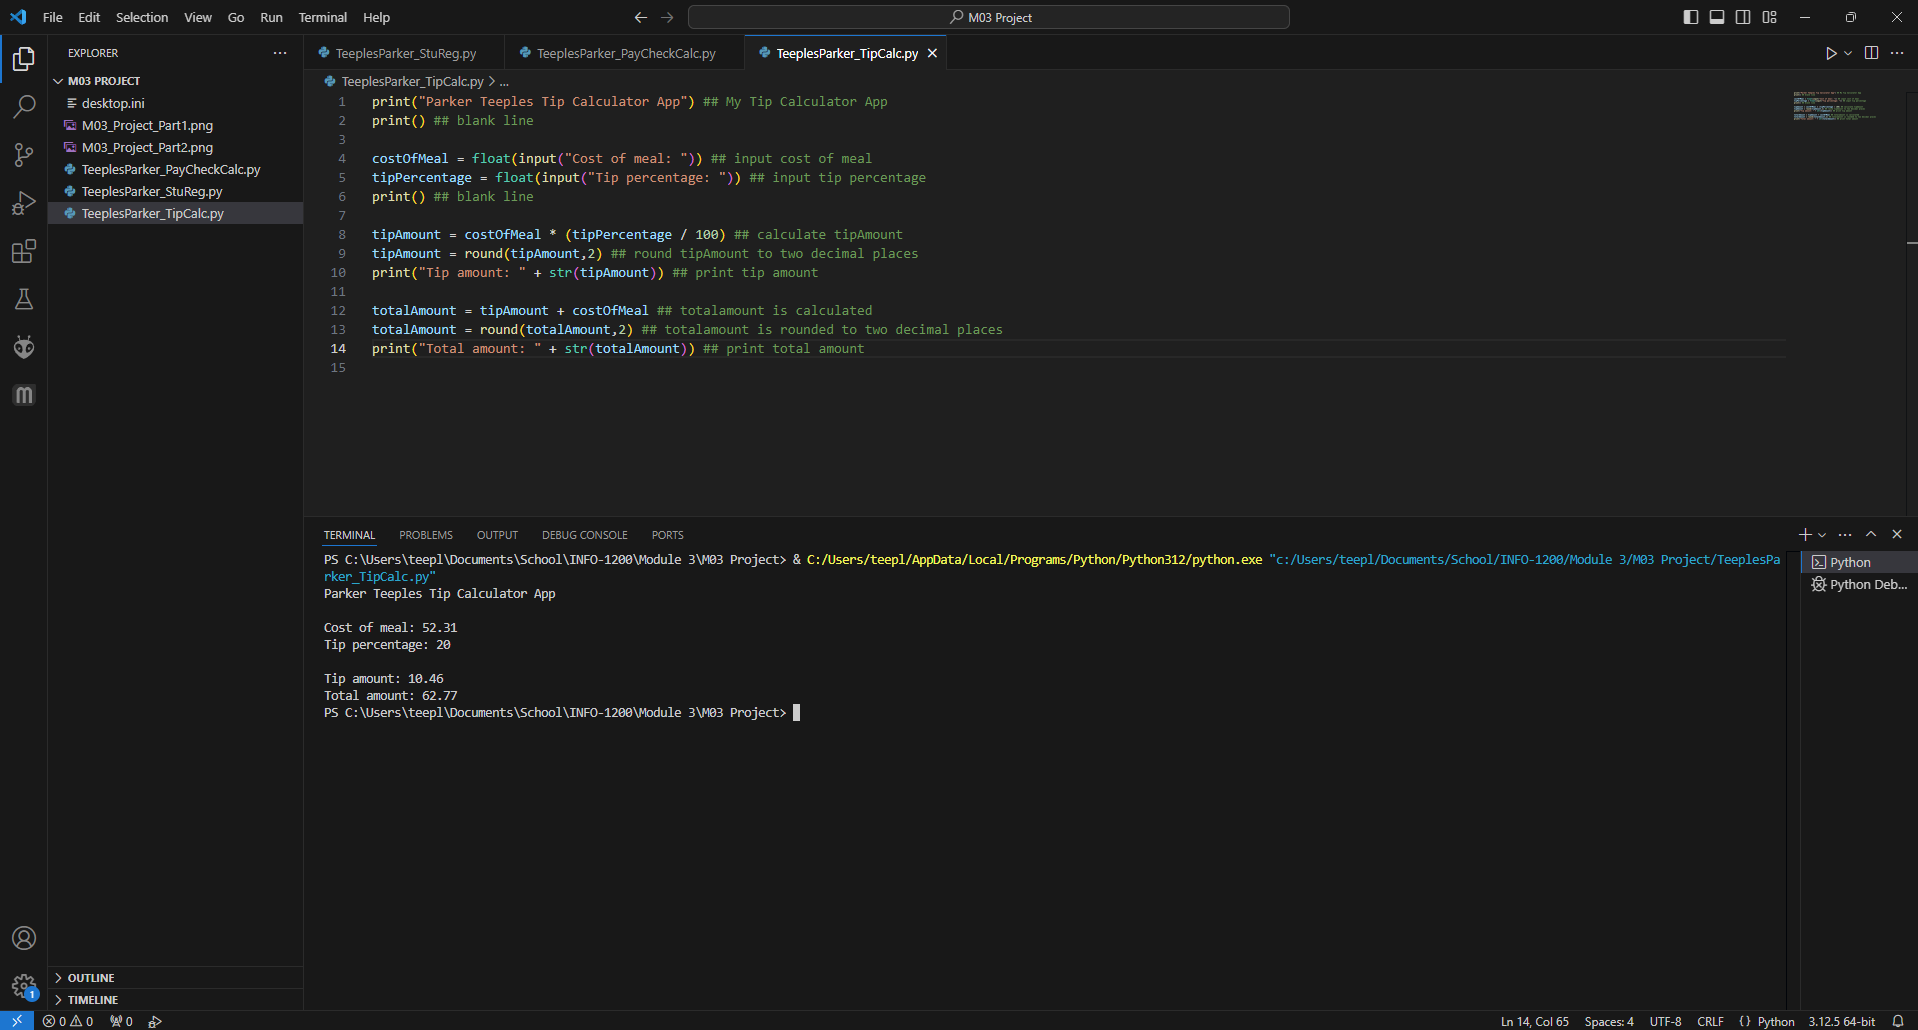 File Edit Selection View Go Run Terminal Help
M03 Project
EXPLORER
M03 PROJECT
desktop.ini
M03_Project_Part1.png
M03_Project_Part2.png
TeeplesParker_PayCheckCalc.py
TeeplesParker_StuReg.py
TeeplesParker_TipCalc.py
OUTLINE
TIMELINE
TeeplesParker_StuReg.py TeeplesParker_PayCheckCalc.py TeeplesParker_TipCalc.py
TeeplesParker_TipCalc.py > ...
1 print("Parker Teeples Tip Calculator App") ## My Tip Calculator App
2 print() ## blank line
3
4 costOfMeal = float(input("Cost of meal: ")) ## input cost of meal
5 tipPercentage = float(input("Tip percentage: ")) ## input tip percentage
6 print() ## blank line
7
8 tipAmount = costOfMeal * (tipPercentage / 100) ## calculate tipAmount
9 tipAmount = round(tipAmount,2) ## round tipAmount to two decimal places
10 print("Tip amount: " + str(tipAmount)) ## print tip amount
11
12 totalAmount = tipAmount + costOfMeal ## totalamount is calculated
13 totalAmount = round(totalAmount,2) ## totalamount is rounded to two decimal places
14 print("Total amount: " + str(totalAmount)) ## print total amount
15
TERMINAL PROBLEMS OUTPUT DEBUG CONSOLE PORTS
PS C:\Users\teepl\Documents\School\INFO-1200\Module 3\M03 Project> & C:/Users/teepl/AppData/Local/Programs/Python/Python312/python.exe "c:/Users/teepl/Documents/School/INFO-1200/Module 3/M03 Project/TeeplesPa
rker_TipCalc.py"
Parker Teeples Tip Calculator App
Cost of meal: 52.31
Tip percentage: 20
Tip amount: 10.46
Total amount: 62.77
PS C:\Users\teepl\Documents\School\INFO-1200\Module 3\M03 Project>
Python
Python Deb...
1
0 0 0
Ln 14, Col 65 Spaces: 4 UTF-8 CRLF {} Python 3.12.5 64-bit